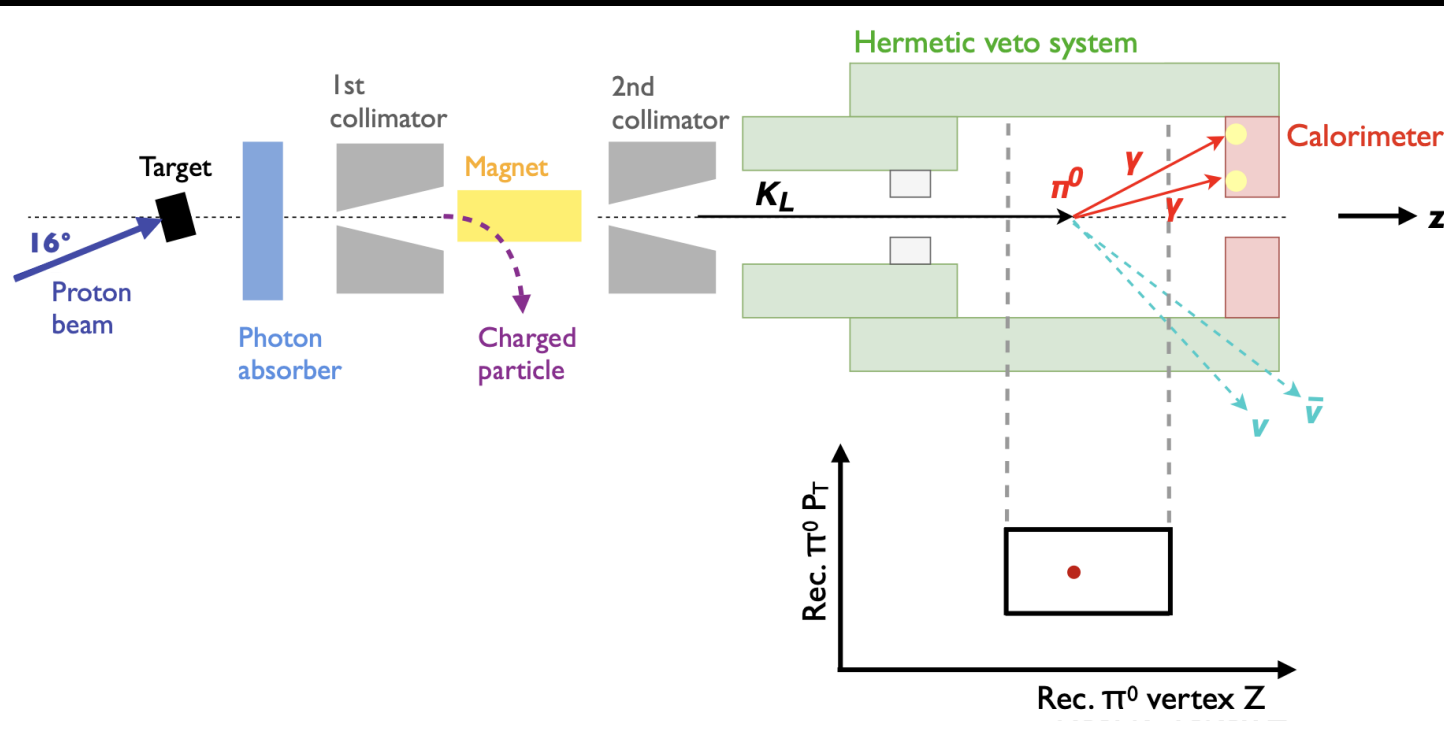 Hermetic veto system
1st
collimator
2nd
collimator
Target
Magnet
Calorimeter
γ
π⁰
K_L
γ
z
16°
Proton
beam
Photon
absorber
Charged
particle
ν
ν̄
Rec. π⁰ P_T
Rec. π⁰ vertex Z